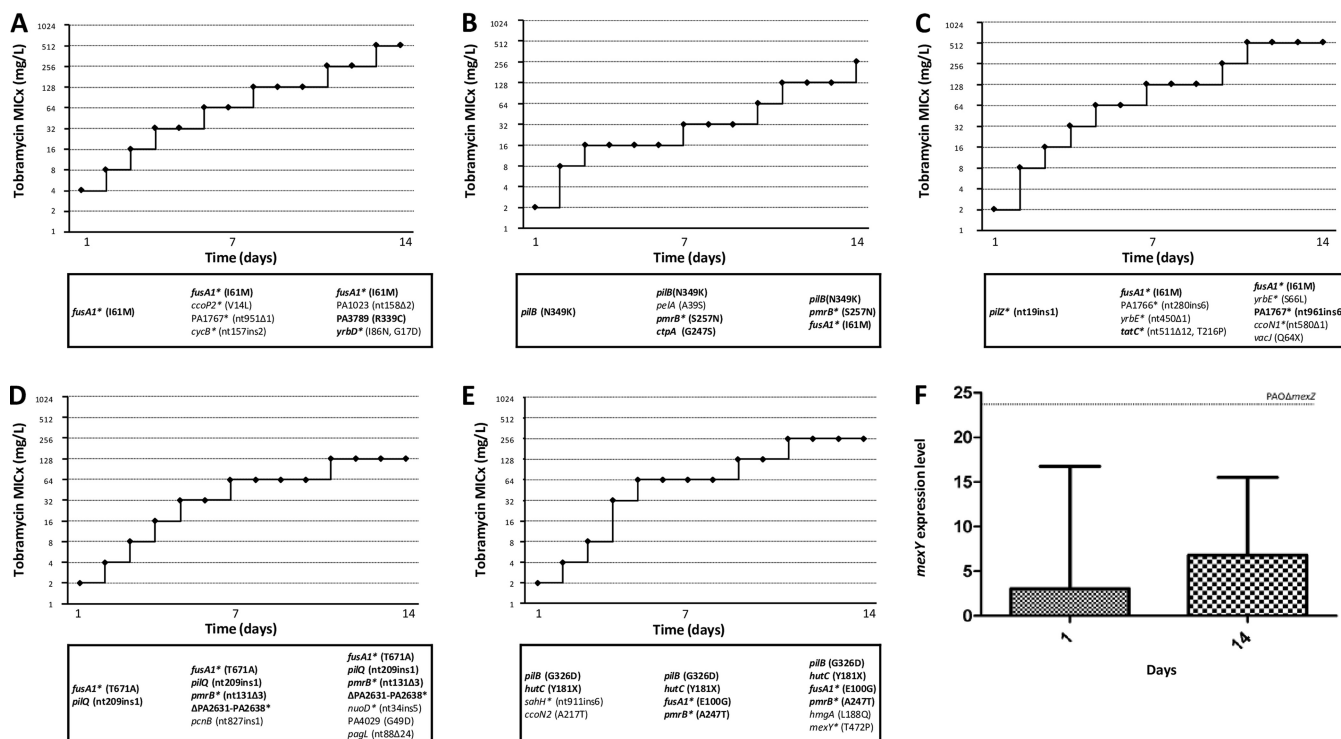 A
Tobramycin MICx (mg/L)
1024
512
256
128
64
32
16
8
4
2
1
1
7
14
Time (days)
fusA1* (I61M)
fusA1* (I61M)
ccoP2* (V14L)
PA1767* (nt951Δ1)
cycB* (nt157ins2)
fusA1* (I61M)
PA1023 (nt158Δ2)
PA3789 (R339C)
yrbD* (I86N, G17D)
B
Tobramycin MICx (mg/L)
1024
512
256
128
64
32
16
8
4
2
1
1
7
14
Time (days)
pilB (N349K)
pilB(N349K)
pelA (A39S)
pmrB* (S257N)
ctpA (G247S)
pilB(N349K)
pmrB* (S257N)
fusA1* (I61M)
C
Tobramycin MICx (mg/L)
1024
512
256
128
64
32
16
8
4
2
1
1
7
14
Time (days)
pilZ* (nt19ins1)
fusA1* (I61M)
PA1766* (nt280ins6)
yrbE* (nt450Δ1)
tatC* (nt511Δ12, T216P)
fusA1* (I61M)
yrbE* (S66L)
PA1767* (nt961ins6)
ccoN1*(nt580Δ1)
vacJ (Q64X)
D
Tobramycin MICx (mg/L)
1024
512
256
128
64
32
16
8
4
2
1
1
7
14
Time (days)
fusA1* (T671A)
pilQ (nt209ins1)
fusA1* (T671A)
pilQ (nt209ins1)
pmrB* (nt131Δ3)
ΔPA2631-PA2638*
pcnB (nt827ins1)
fusA1* (T671A)
pilQ (nt209ins1)
pmrB* (nt131Δ3)
ΔPA2631-PA2638*
nuoD* (nt34ins5)
PA4029 (G49D)
pagL (nt88Δ24)
E
Tobramycin MICx (mg/L)
1024
512
256
128
64
32
16
8
4
2
1
1
7
14
Time (days)
pilB (G326D)
hutC (Y181X)
sahH* (nt911ins6)
ccoN2 (A217T)
pilB (G326D)
hutC (Y181X)
fusA1* (E100G)
pmrB* (A247T)
pilB (G326D)
hutC (Y181X)
fusA1* (E100G)
pmrB* (A247T)
hmgA (L188Q)
mexY* (T472P)
F
mexY expression level
25
20
15
10
5
0
PAOΔmexZ
1
14
Days